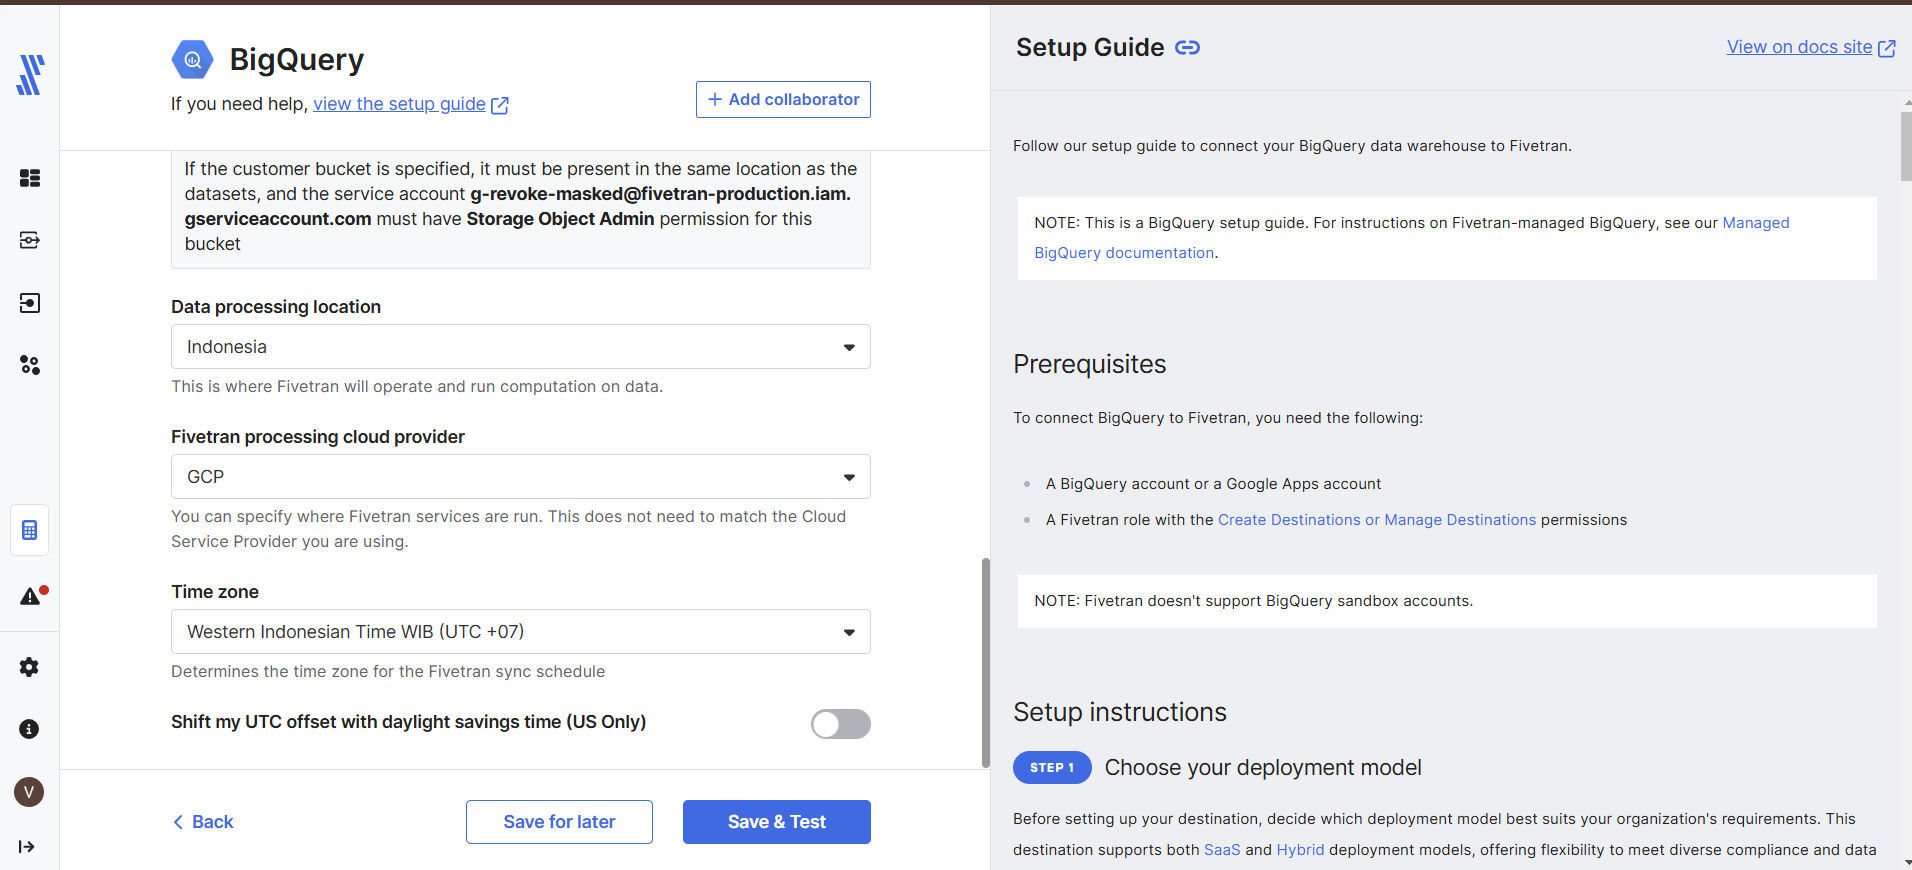 BigQuery
If you need help, view the setup guide
Add collaborator
If the customer bucket is specified, it must be present in the same location as the
datasets, and the service account g-revoke-masked@fivetran-production.iam.
gserviceaccount.com must have Storage Object Admin permission for this
bucket
Data processing location
Indonesia
This is where Fivetran will operate and run computation on data.
Fivetran processing cloud provider
GCP
You can specify where Fivetran services are run. This does not need to match the Cloud
Service Provider you are using.
Time zone
Western Indonesian Time WIB (UTC +07)
Determines the time zone for the Fivetran sync schedule
Shift my UTC offset with daylight savings time (US Only)
V
Back
Save for later
Save & Test
Setup Guide
View on docs site
Follow our setup guide to connect your BigQuery data warehouse to Fivetran.
NOTE: This is a BigQuery setup guide. For instructions on Fivetran-managed BigQuery, see our Managed
BigQuery documentation.
Prerequisites
To connect BigQuery to Fivetran, you need the following:
A BigQuery account or a Google Apps account
A Fivetran role with the Create Destinations or Manage Destinations permissions
NOTE: Fivetran doesn't support BigQuery sandbox accounts.
Setup instructions
STEP 1 Choose your deployment model
Before setting up your destination, decide which deployment model best suits your organization's requirements. This
destination supports both SaaS and Hybrid deployment models, offering flexibility to meet diverse compliance and data